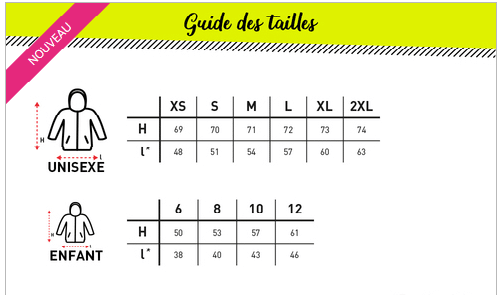 Guide des tailles
NOUVEAU
XS S M L XL 2XL
H 69 70 71 72 73 74
l* 48 51 54 57 60 63
H
l
UNISEXE
6 8 10 12
H 50 53 57 61
l* 38 40 43 46
H
l
ENFANT